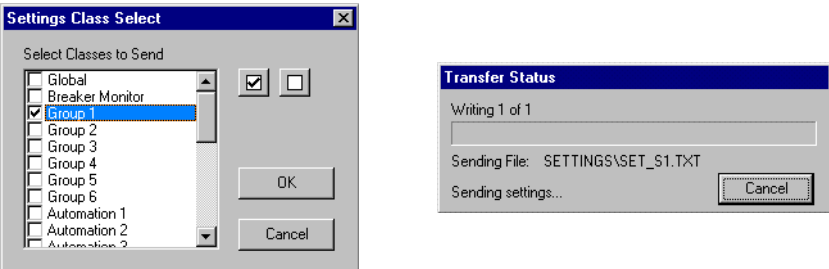 Settings Class Select
Select Classes to Send
Global
Breaker Monitor
Group 1
Group 2
Group 3
Group 4
Group 5
Group 6
Automation 1
Automation 2
Automation 3
OK
Cancel
Transfer Status
Writing 1 of 1
Sending File: SETTINGS\SET_S1.TXT
Sending settings...
Cancel